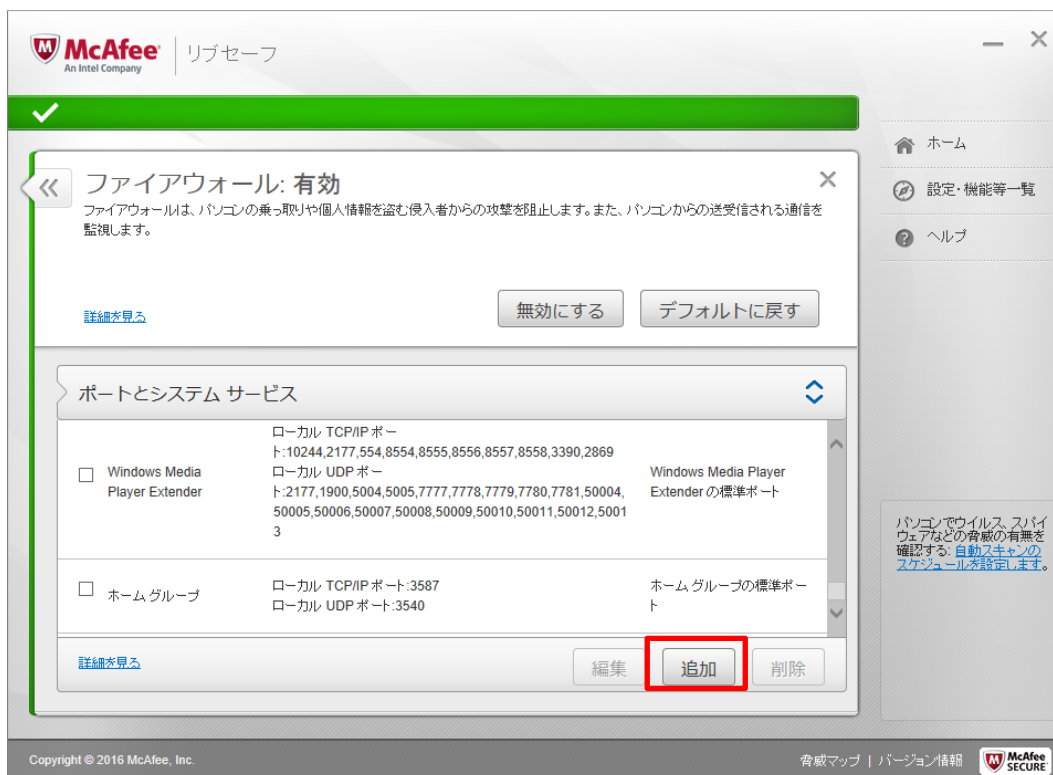 McAfee
An Intel Company
リブセーフ
ホーム
設定・機能等一覧
ヘルプ
ファイアウォール: 有効
ファイアウォールは、パソコンの乗っ取りや個人情報を盗む侵入者からの攻撃を阻止します。また、パソコンからの送受信される通信を
監視します。
詳細を見る
無効にする
デフォルトに戻す
ポートとシステム サービス
Windows Media
Player Extender
ローカル TCP/IP ポー
ト:10244,2177,554,8554,8555,8556,8557,8558,3390,2869
ローカル UDP ポー
ト:2177,1900,5004,5005,7777,7778,7779,7780,7781,50004,
50005,50006,50007,50008,50009,50010,50011,50012,5001
3
Windows Media Player
Extender の標準ポート
ホーム グループ
ローカル TCP/IP ポート:3587
ローカル UDP ポート:3540
ホーム グループの標準ポー
ト
詳細を見る
編集
追加
削除
パソコンでウイルス、スパイ
ウェアなどの脅威の有無を
確認する: 自動スキャンの
スケジュールを設定します。
Copyright © 2016 McAfee, Inc.
脅威マップ | バージョン情報
McAfee
SECURE